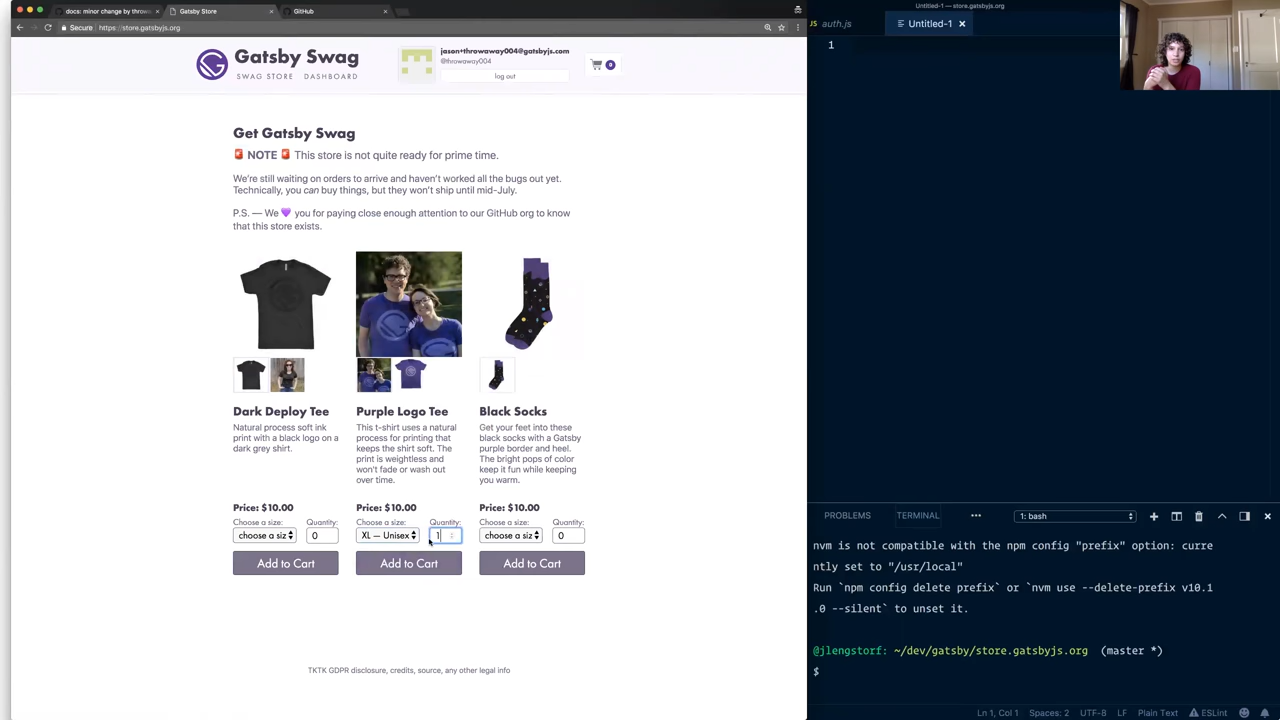 docs: minor change by throw
Gatsby Store
GitHub
Secure
https://store.gatsbyjs.org
Gatsby Swag
SWAG STORE DASHBOARD
jason+throwaway004@gatsbyjs.com
@throwaway004
log out
0
Get Gatsby Swag
🚨 NOTE 🚨 This store is not quite ready for prime time.
We're still waiting on orders to arrive and haven't worked all the bugs out yet.
Technically, you can buy things, but they won't ship until mid-July.
P.S. — We 💜 you for paying close enough attention to our GitHub org to know
that this store exists.
Dark Deploy Tee
Natural process soft ink
print with a black logo on a
dark grey shirt.
Price: $10.00
Choose a size:
Quantity:
choose a siz
0
Add to Cart
Purple Logo Tee
This t-shirt uses a natural
process for printing that
keeps the shirt soft. The
print is weightless and
won't fade or wash out
over time.
Price: $10.00
Choose a size:
Quantity:
XL — Unisex
1
Add to Cart
Black Socks
Get your feet into these
black socks with a Gatsby
purple border and heel.
The bright pops of color
keep it fun while keeping
you warm.
Price: $10.00
Choose a size:
Quantity:
choose a siz
0
Add to Cart
TKTK GDPR disclosure, credits, source, any other legal info
Untitled-1 — store.gatsbyjs.org
JS auth.js
Untitled-1
1
PROBLEMS
TERMINAL
1: bash
nvm is not compatible with the npm config "prefix" option: curre
ntly set to "/usr/local"
Run `npm config delete prefix` or `nvm use --delete-prefix v10.1
.0 --silent` to unset it.
@jlengstorf: ~/dev/gatsby/store.gatsbyjs.org (master *)
$
Ln 1, Col 1
Spaces: 2
UTF-8
LF
Plain Text
ESLint